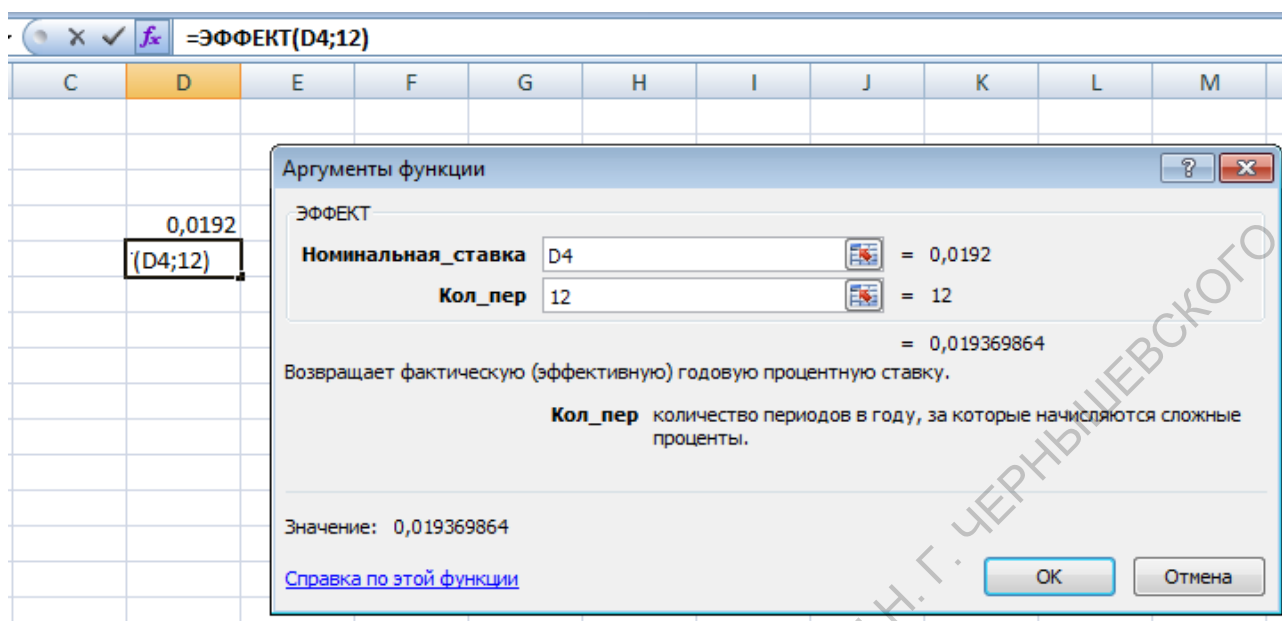 =ЭФФЕКТ(D4;12)
C D E F G H I J K L M
Аргументы функции
0,0192
(D4;12)
ЭФФЕКТ
Номинальная_ставка D4 = 0,0192
Кол_пер 12 = 12
= 0,019369864
Возвращает фактическую (эффективную) годовую процентную ставку.
Кол_пер количество периодов в году, за которые начисляются сложные
проценты.
Значение: 0,019369864
Справка по этой функции
ОК Отмена
Н. Г. ЧЕРНЫШЕВСКОГО